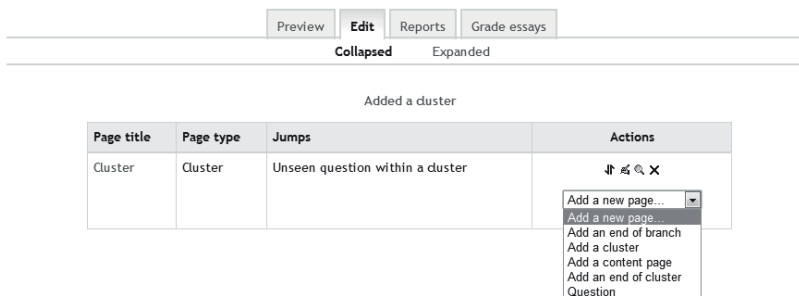 Preview Edit Reports Grade essays
Collapsed Expanded
Added a cluster
Page title Page type Jumps Actions
Cluster Cluster Unseen question within a cluster
Add a new page...
Add a new page...
Add an end of branch
Add a cluster
Add a content page
Add an end of cluster
Question